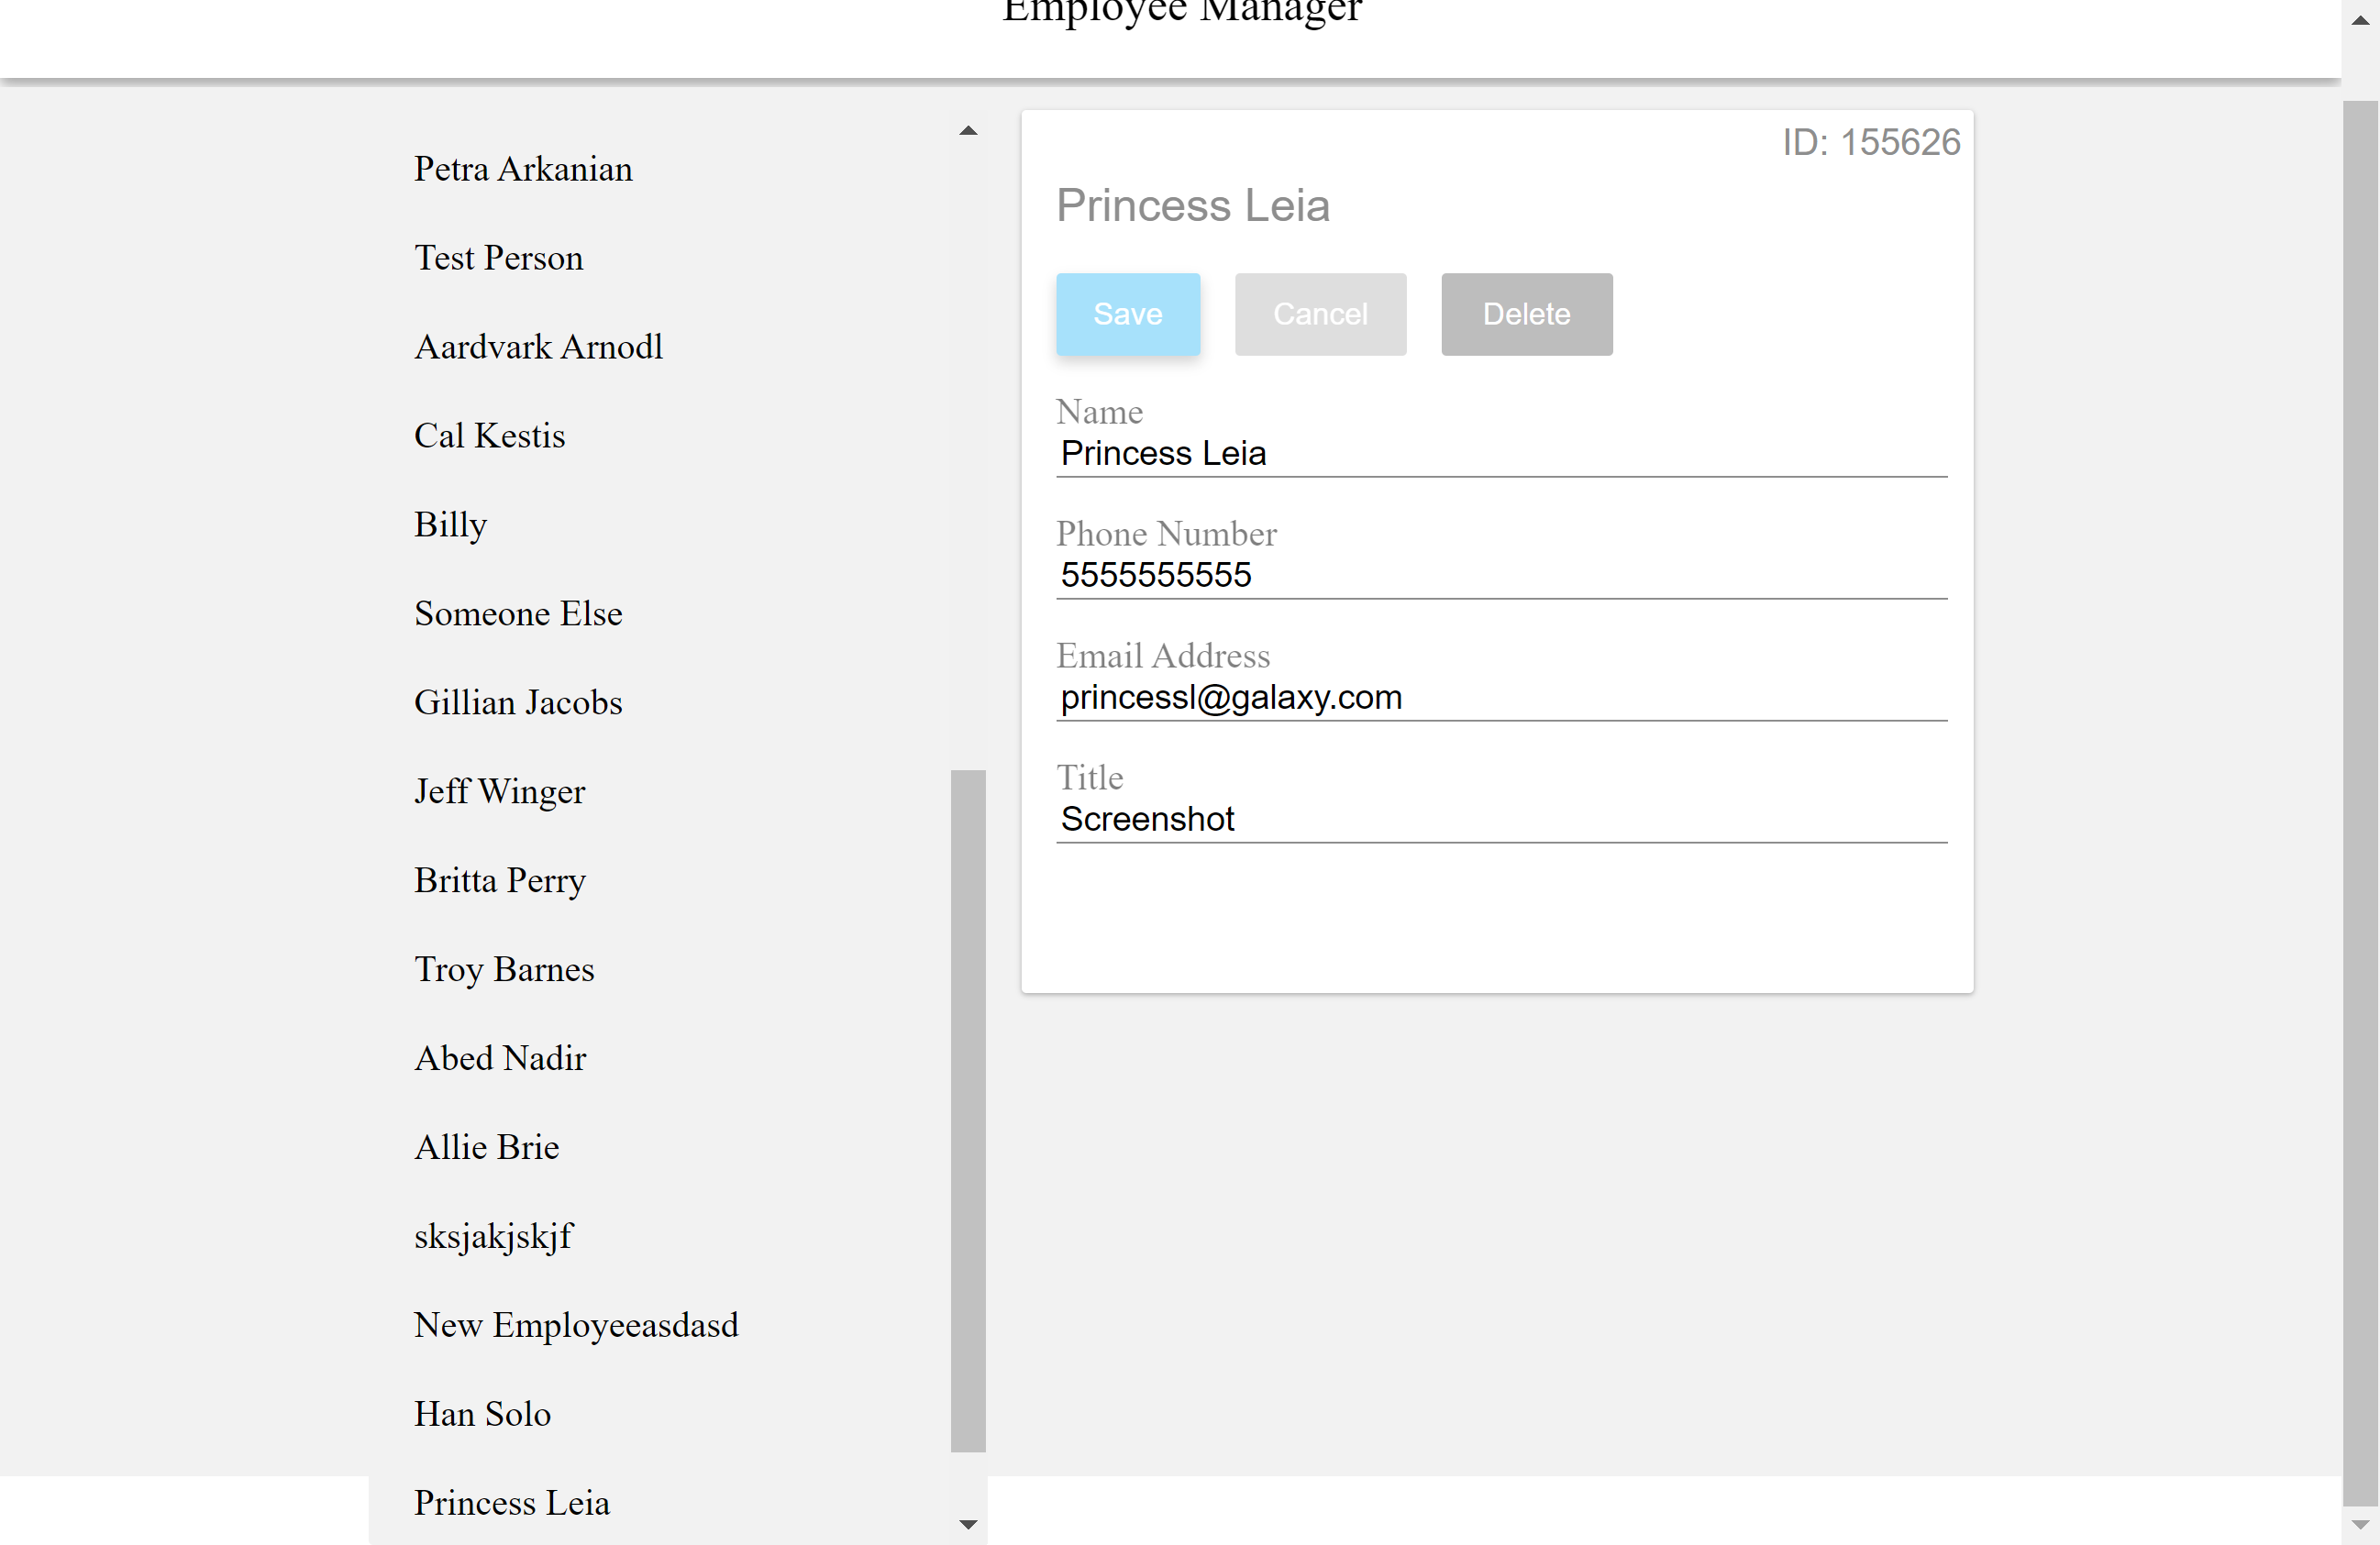 Employee Manager
Petra Arkanian
Test Person
Aardvark Arnodl
Cal Kestis
Billy
Someone Else
Gillian Jacobs
Jeff Winger
Britta Perry
Troy Barnes
Abed Nadir
Allie Brie
sksjakjskjf
New Employeeasdasd
Han Solo
Princess Leia
ID: 155626
Princess Leia
Save Cancel Delete
Name
Princess Leia
Phone Number
5555555555
Email Address
princessl@galaxy.com
Title
Screenshot